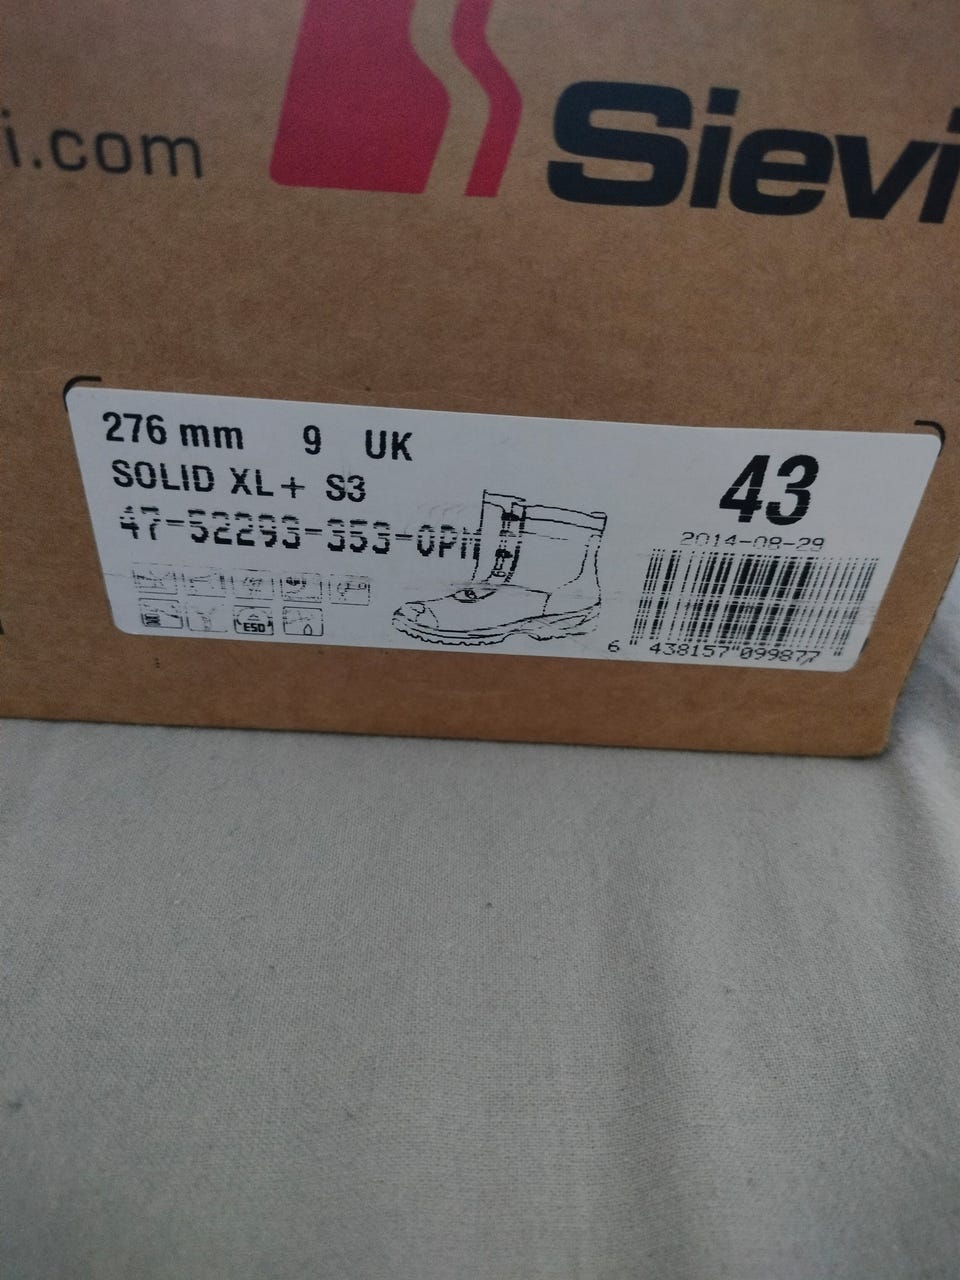 i.com
Sievi
276 mm 9 UK
SOLID XL+ S3
47-52293-353-0PM
43
2014-08-29
ESD
6 438157 099877